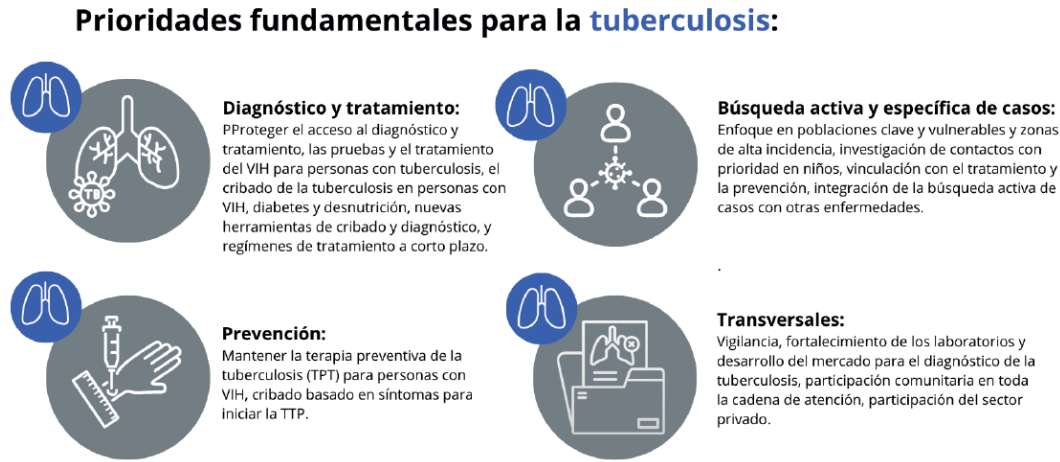 Prioridades fundamentales para la tuberculosis:
Diagnóstico y tratamiento:
PProteger el acceso al diagnóstico y
tratamiento, las pruebas y el tratamiento
del VIH para personas con tuberculosis, el
cribado de la tuberculosis en personas con
VIH, diabetes y desnutrición, nuevas
herramientas de cribado y diagnóstico, y
regímenes de tratamiento a corto plazo.
TB
Búsqueda activa y específica de casos:
Enfoque en poblaciones clave y vulnerables y zonas
de alta incidencia, investigación de contactos con
prioridad en niños, vinculación con el tratamiento y
la prevención, integración de la búsqueda activa de
casos con otras enfermedades.
.
Prevención:
Mantener la terapia preventiva de la
tuberculosis (TPT) para personas con
VIH, cribado basado en síntomas para
iniciar la TTP.
Transversales:
Vigilancia, fortalecimiento de los laboratorios y
desarrollo del mercado para el diagnóstico de la
tuberculosis, participación comunitaria en toda
la cadena de atención, participación del sector
privado.